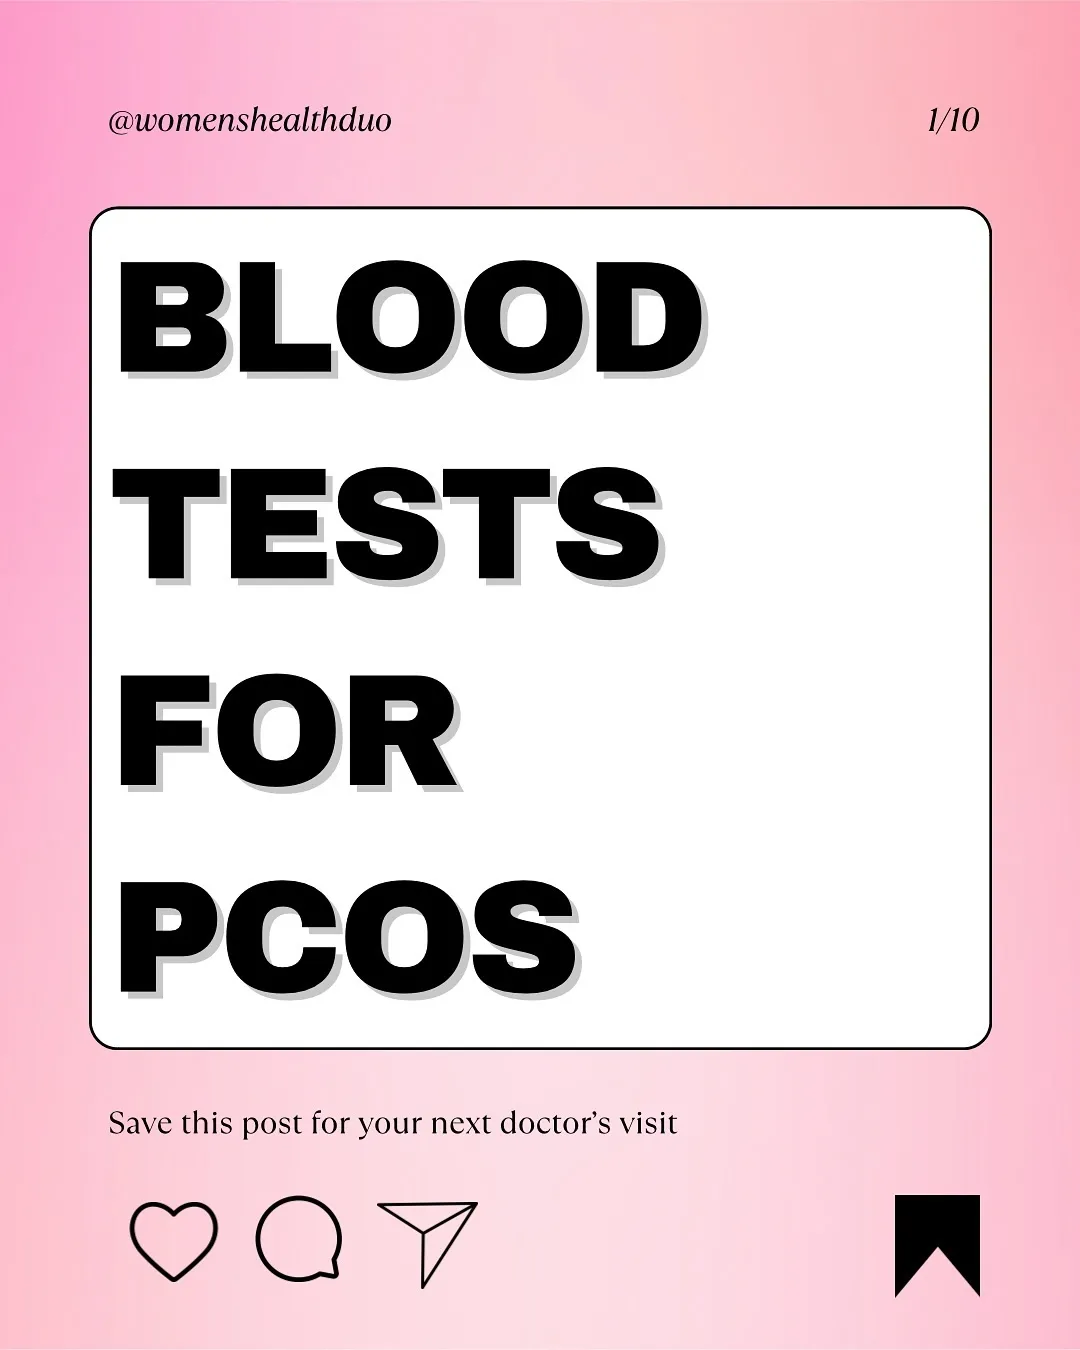 @womenshealthduo
1/10
BLOOD
TESTS
FOR
PCOS
Save this post for your next doctor’s visit